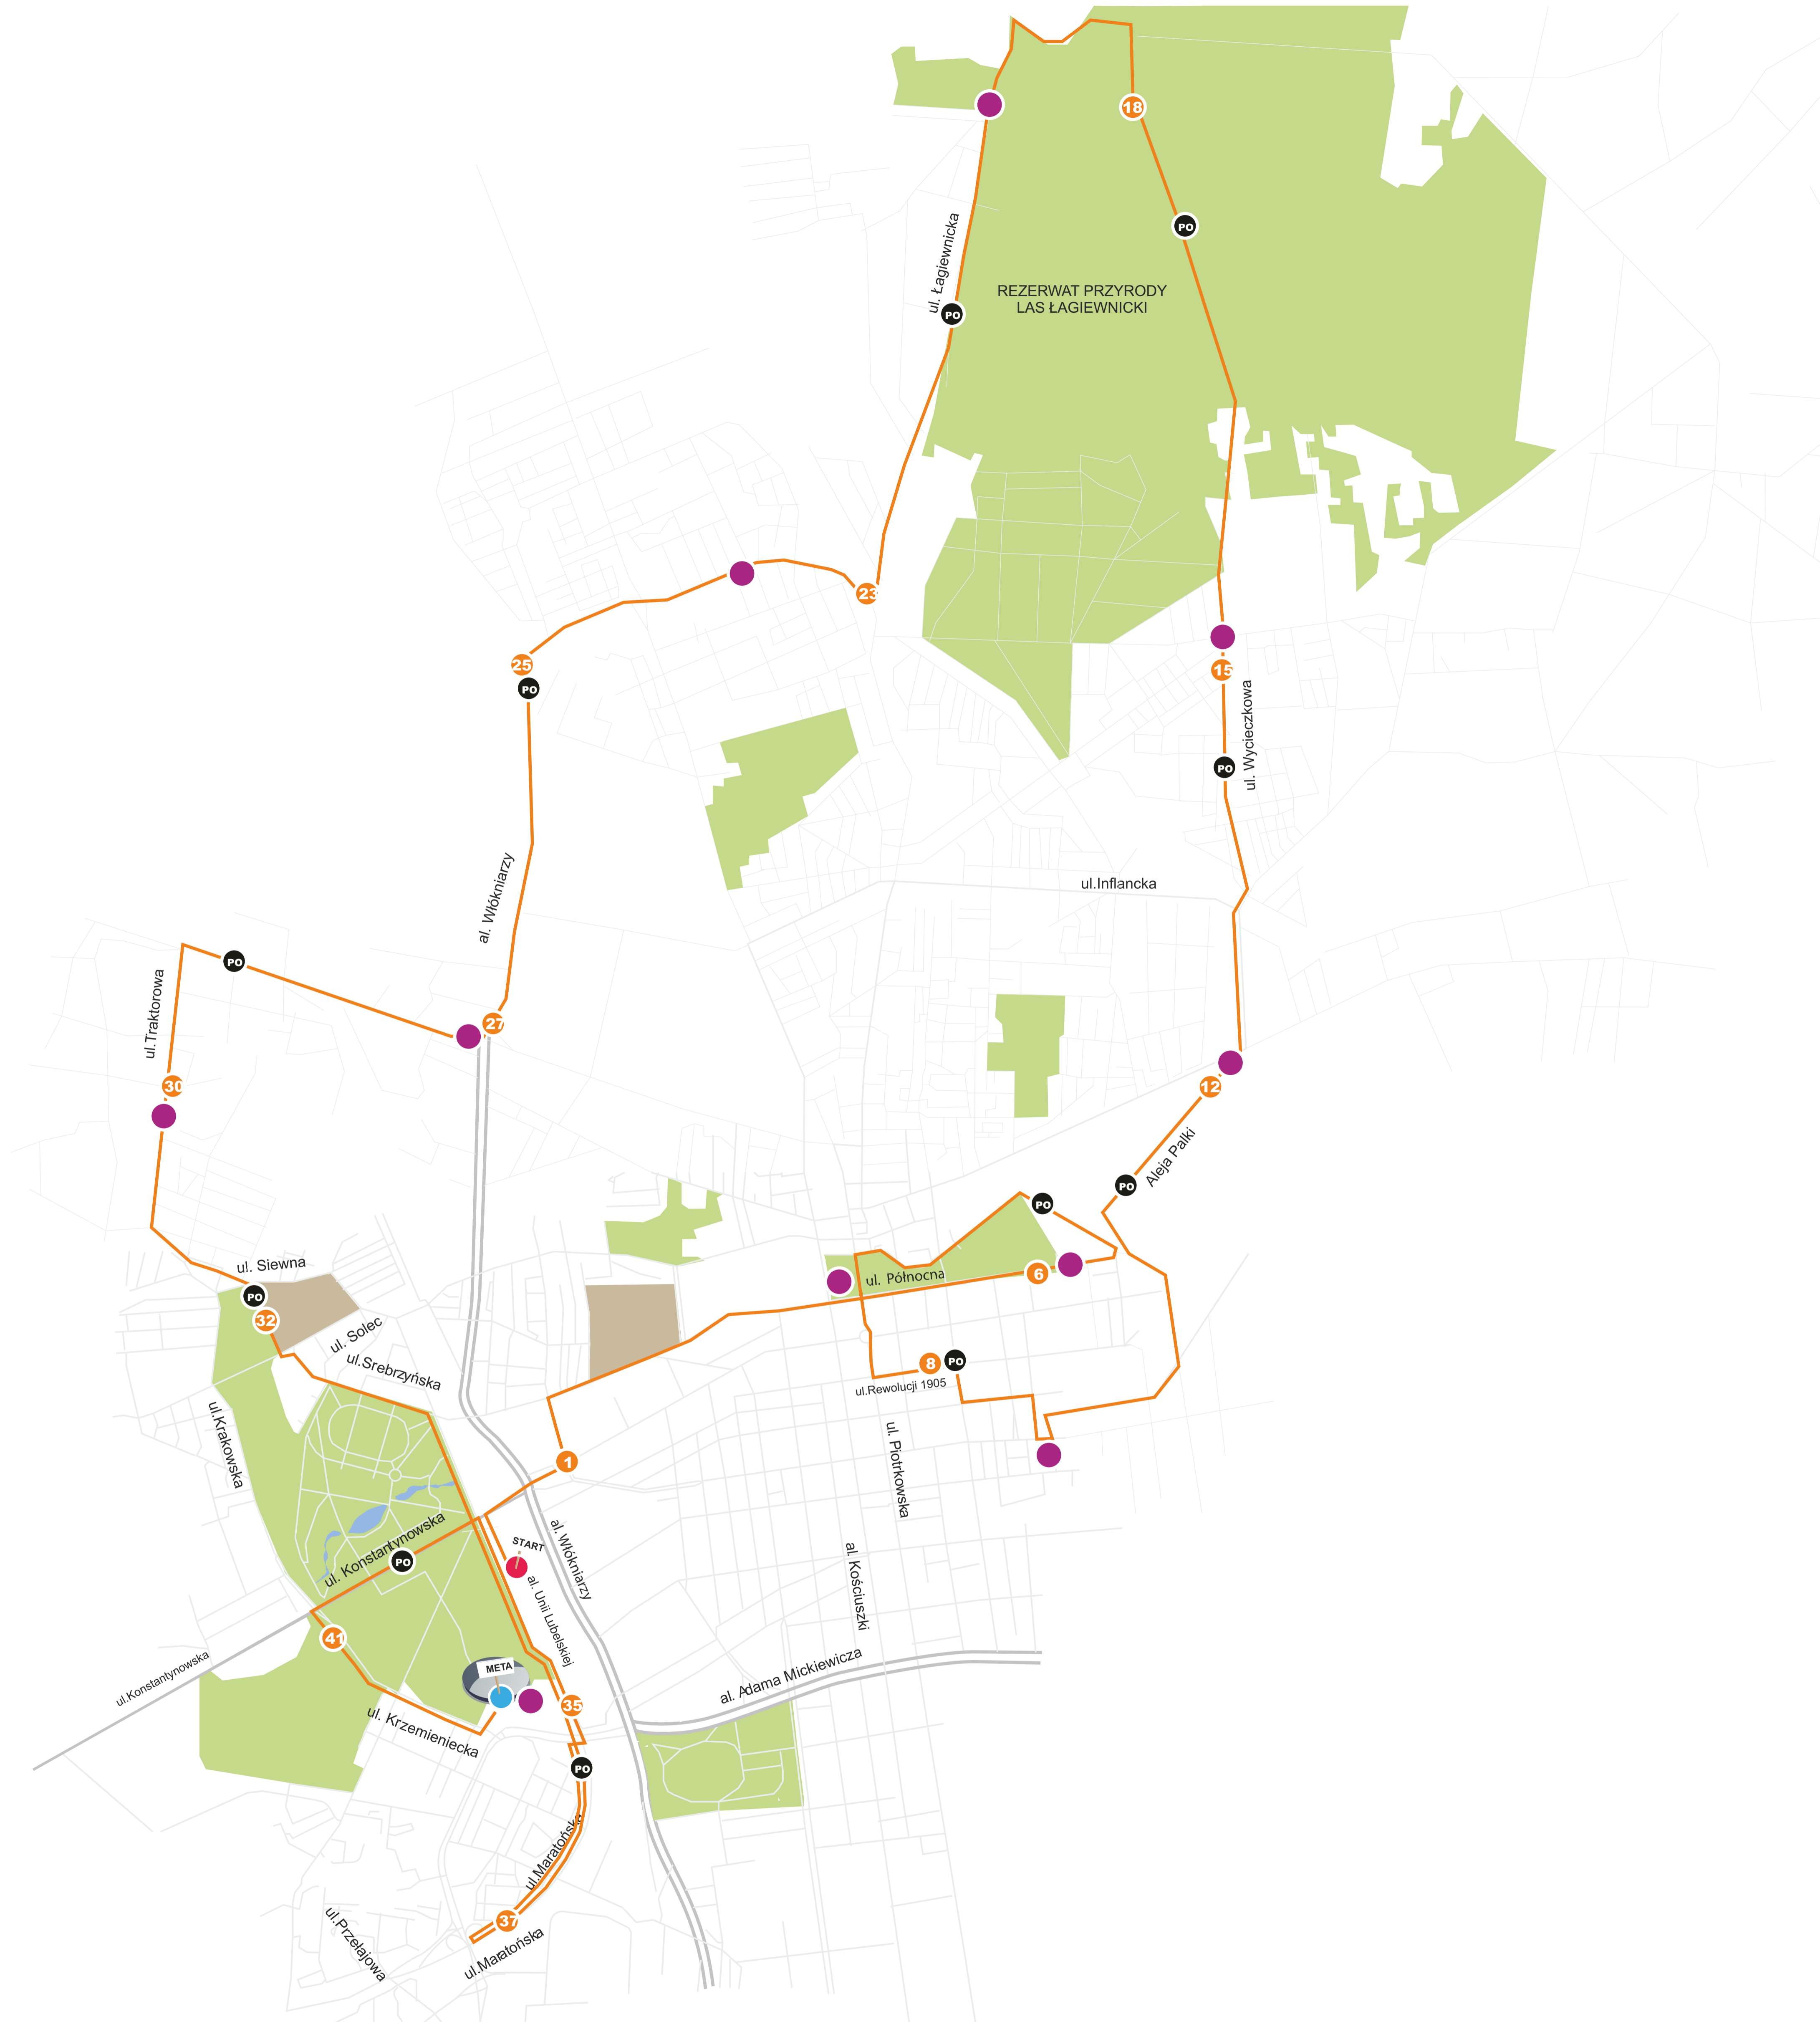 18
PO
ul. Łagiewnicka
REZERWAT PRZYRODY
LAS ŁAGIEWNICKI
PO
23
25
PO
15
ul. Wycieczkowa
PO
al. Włókniarzy
ul.Inflancka
PO
ul.Traktorowa
27
30
12
Aleja Palki
PO
PO
ul. Siewna
PO
32
ul. Północna
6
ul. Solec
ul.Srebrzyńska
8
PO
ul.Rewolucji 1905
ul.Krakowska
ul. Piotrkowska
1
ul. Konstantynowska
PO
START
al. Włókniarzy
al. Unii Lubelskiej
al. Kościuszki
41
ul.Konstantynowska
META
al. Adama Mickiewicza
35
ul. Krzemieniecka
PO
ul.Maratońska
37
ul.Maratońska
ul.Przełajowa